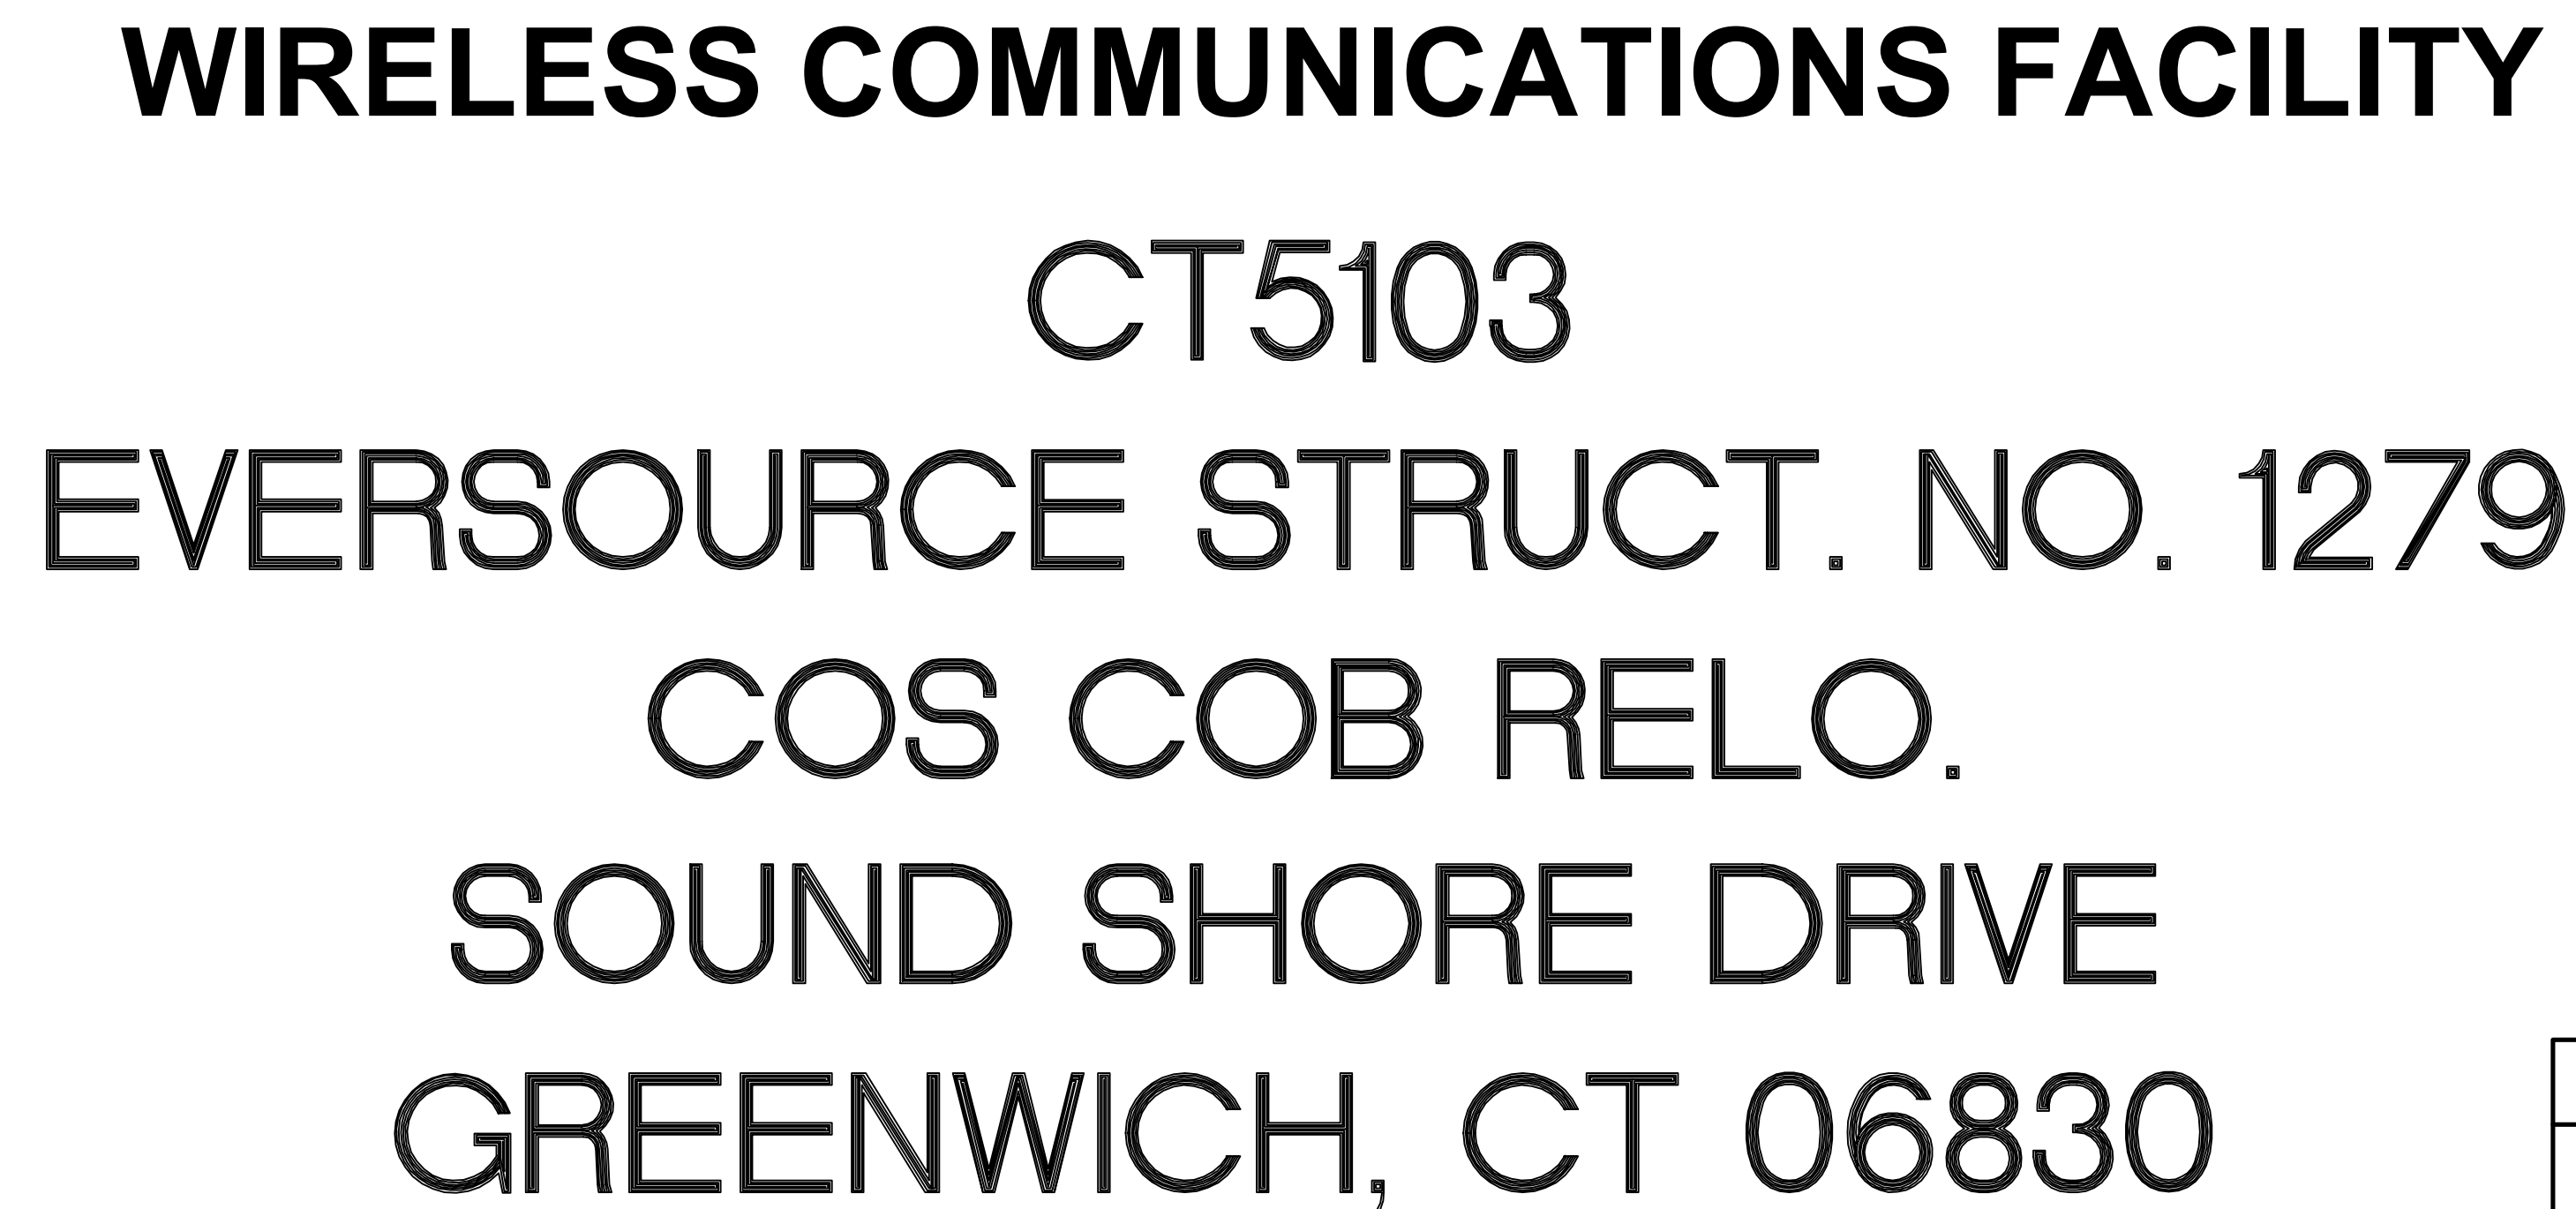 WIRELESS COMMUNICATIONS FACILITY
CT5103
EVERSOURCE STRUCT. NO. 1279
COS COB RELO.
SOUND SHORE DRIVE
GREENWICH, CT 06830